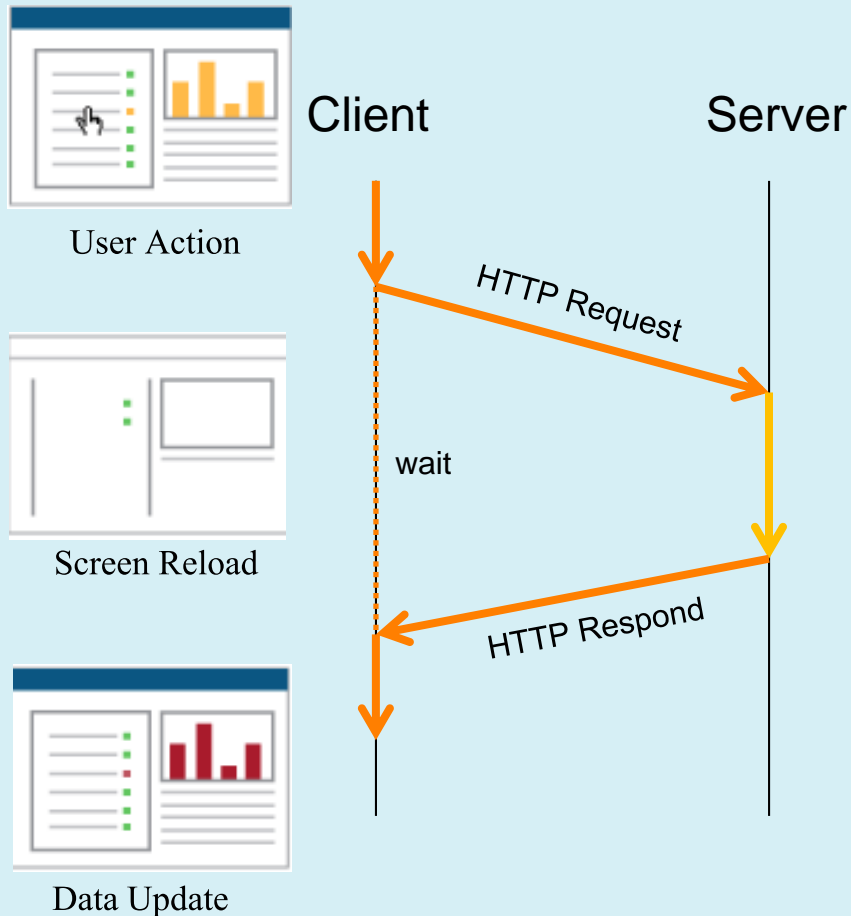 Client
Server
User Action
HTTP Request
wait
Screen Reload
HTTP Respond
Data Update